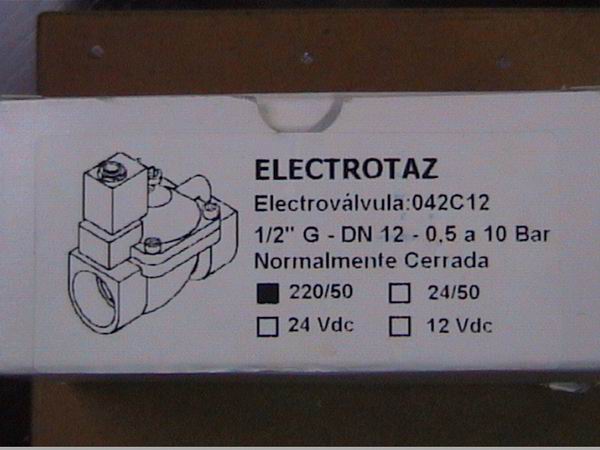 ELECTROTAZ
Electroválvula:042C12
1/2" G - DN 12 - 0,5 a 10 Bar
Normalmente Cerrada
220/50 24/50
24 Vdc 12 Vdc